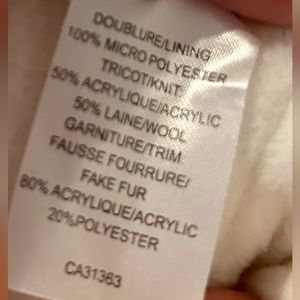 DOUBLURE/LINING
100% MICRO POLYESTER
TRICOT/KNIT
50% ACRYLIQUE/ACRYLIC
50% LAINE/WOOL
GARNITURE/TRIM
FAUSSE FOURRURE/
FAKE FUR
80% ACRYLIQUE/ACRYLIC
20%POLYESTER
CA31363